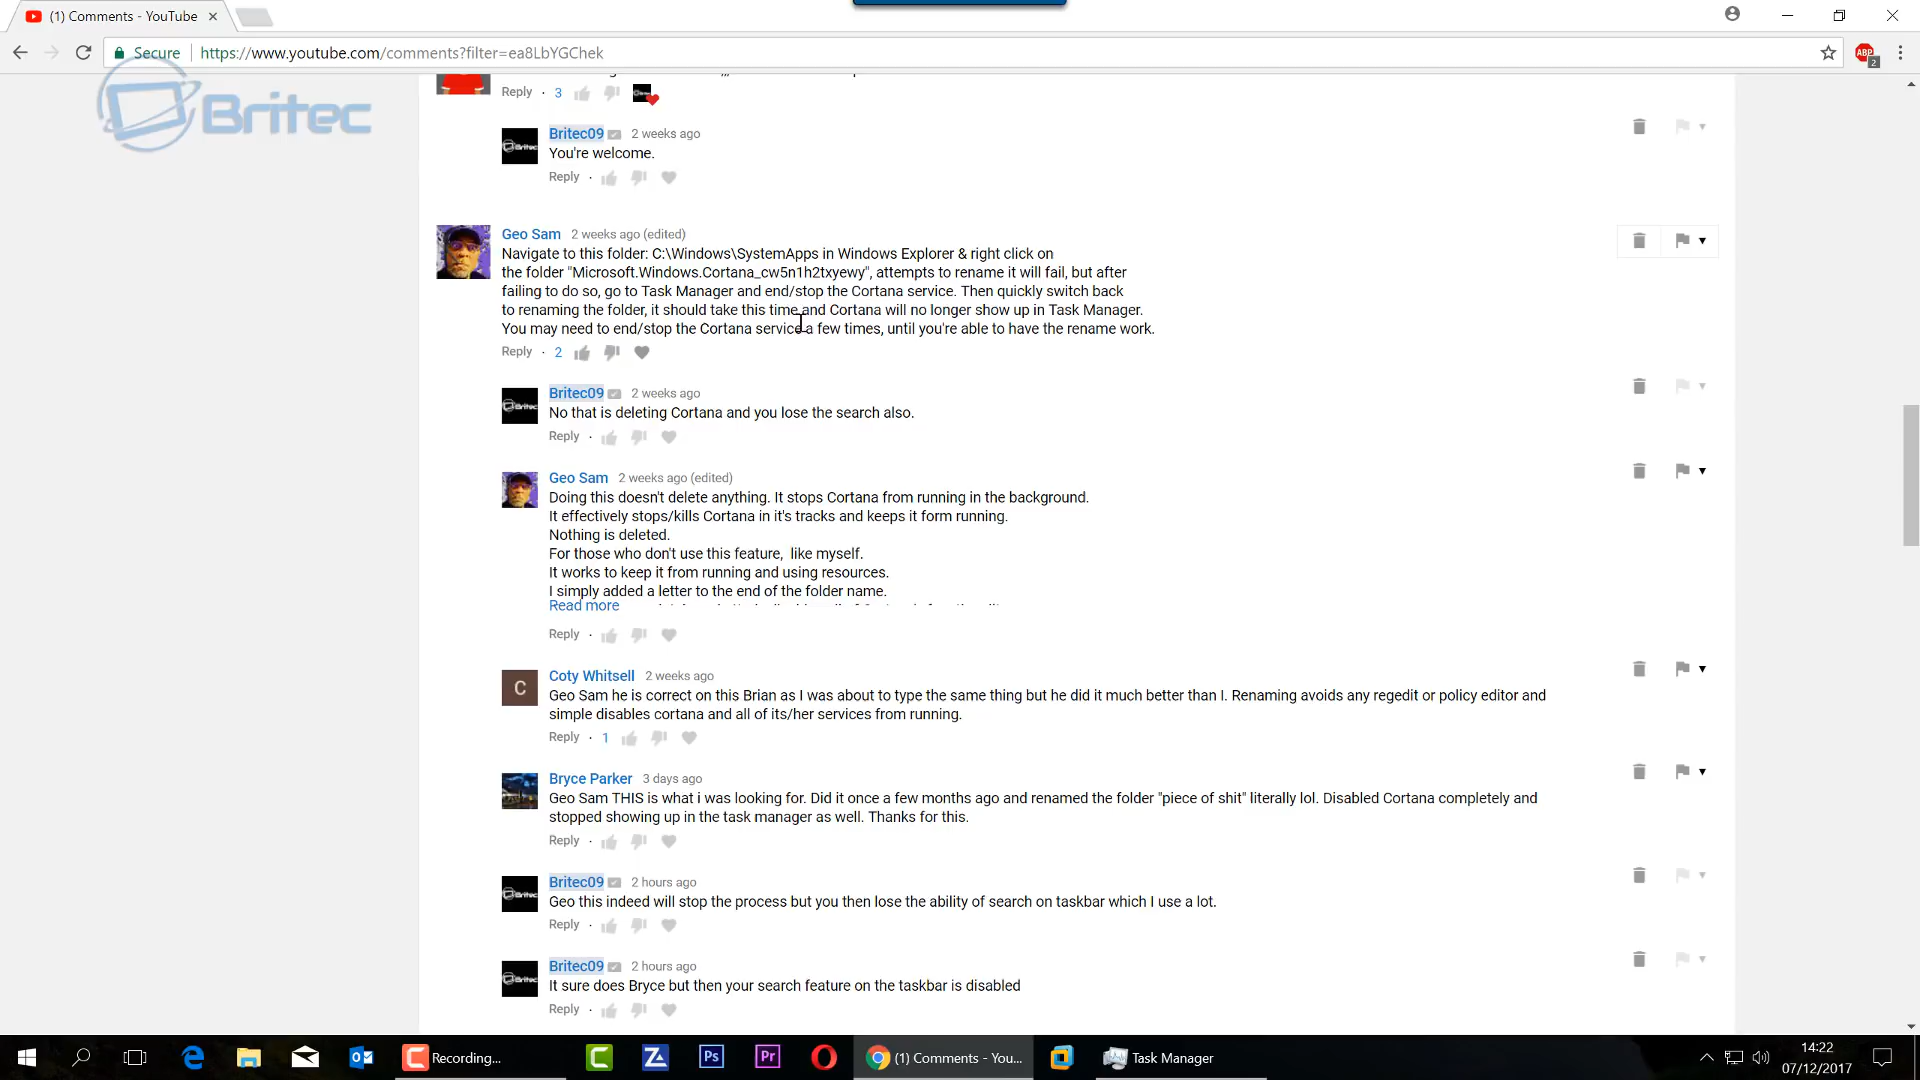 (1) Comments - YouTube
Secure
https://www.youtube.com/comments?filter=ea8LbYGChek
ABP
2
Britec
Reply · 3
Britec09 2 weeks ago
You're welcome.
Reply ·
Geo Sam 2 weeks ago (edited)
Navigate to this folder: C:\Windows\SystemApps in Windows Explorer & right click on
the folder "Microsoft.Windows.Cortana_cw5n1h2txyewy", attempts to rename it will fail, but after
failing to do so, go to Task Manager and end/stop the Cortana service. Then quickly switch back
to renaming the folder, it should take this time and Cortana will no longer show up in Task Manager.
You may need to end/stop the Cortana service a few times, until you're able to have the rename work.
Reply · 2
Britec09 2 weeks ago
No that is deleting Cortana and you lose the search also.
Reply ·
Geo Sam 2 weeks ago (edited)
Doing this doesn't delete anything. It stops Cortana from running in the background.
It effectively stops/kills Cortana in it's tracks and keeps it form running.
Nothing is deleted.
For those who don't use this feature, like myself.
It works to keep it from running and using resources.
I simply added a letter to the end of the folder name.
Read more
Reply ·
C
Coty Whitsell 2 weeks ago
Geo Sam he is correct on this Brian as I was about to type the same thing but he did it much better than I. Renaming avoids any regedit or policy editor and
simple disables cortana and all of its/her services from running.
Reply · 1
Bryce Parker 3 days ago
Geo Sam THIS is what i was looking for. Did it once a few months ago and renamed the folder "piece of shit" literally lol. Disabled Cortana completely and
stopped showing up in the task manager as well. Thanks for this.
Reply ·
Britec09 2 hours ago
Geo this indeed will stop the process but you then lose the ability of search on taskbar which I use a lot.
Reply ·
Britec09 2 hours ago
It sure does Bryce but then your search feature on the taskbar is disabled
Reply ·
Recording...
Ps
Pr
(1) Comments - You...
Task Manager
14:22
07/12/2017